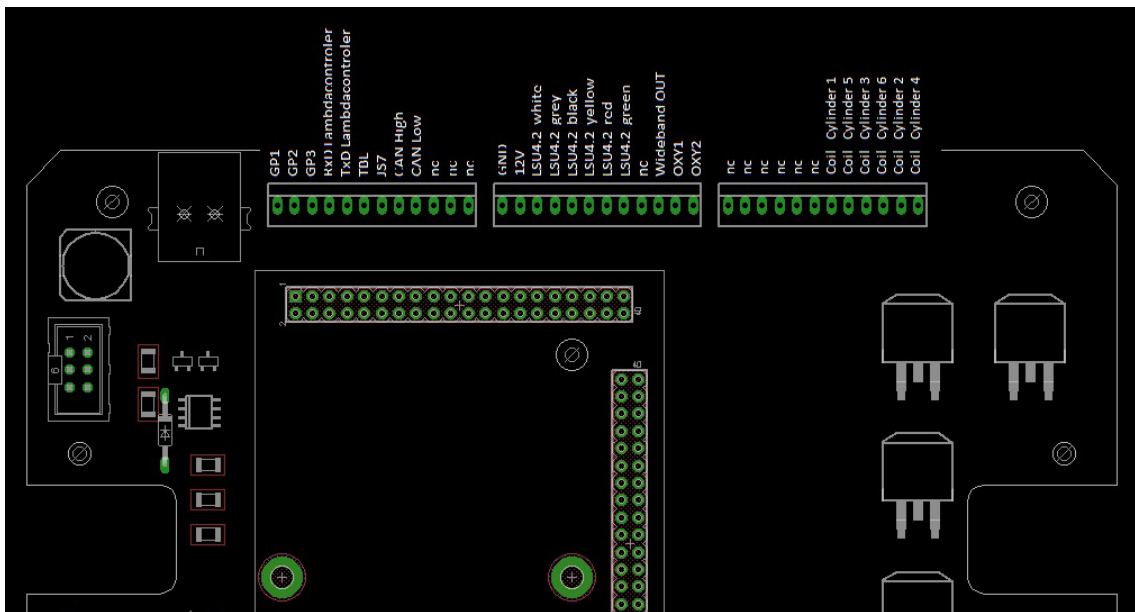 GP1
GP2
GP3
RxD Lambdacontroler
TxD Lambdacontroler
TBL
JS7
CAN High
CAN Low
nc
nc
nc
GND
12V
LSU4.2 white
LSU4.2 grey
LSU4.2 black
LSU4.2 yellow
LSU4.2 red
LSU4.2 green
nc
Wideband OUT
OXY1
OXY2
nc
nc
nc
nc
nc
nc
Coil Cylinder 1
Coil Cylinder 5
Coil Cylinder 3
Coil Cylinder 6
Coil Cylinder 2
Coil Cylinder 4
1
2
40
1 2
6
40